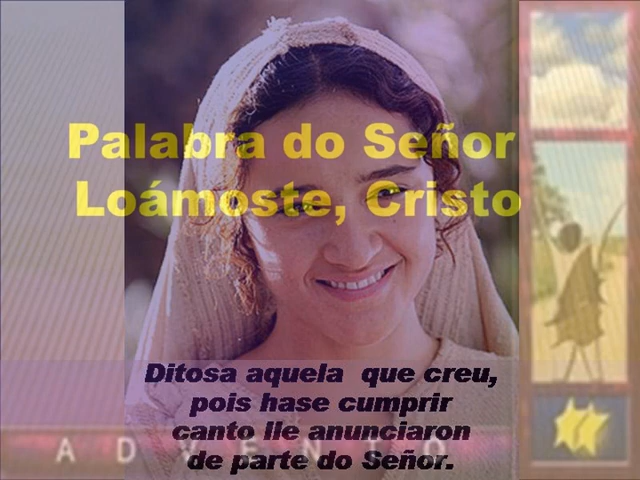 Palabra do Señor
Loámoste, Cristo
Ditosa aquela que creu,
pois hase cumprir
canto lle anunciaron
de parte do Señor.
A D V E N